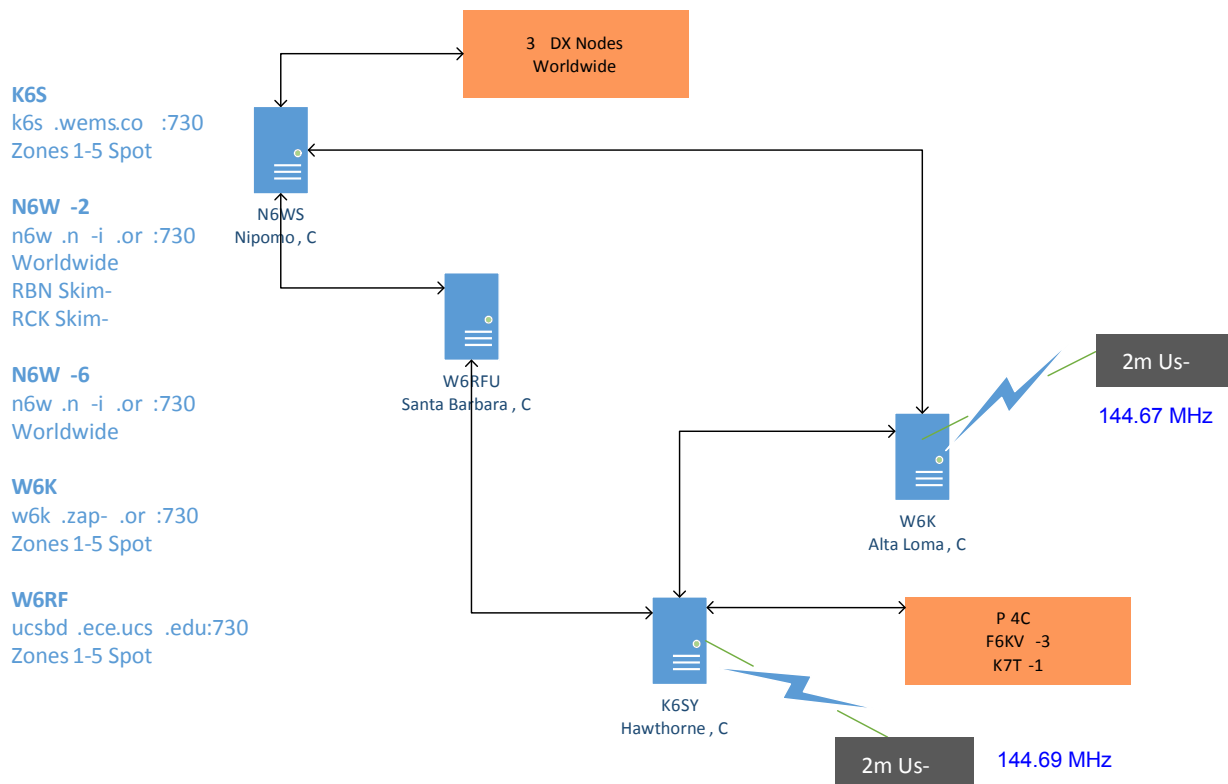 3 DX Nodes
Worldwide
K6S
k6s .wems.co :730
Zones 1-5 Spot
N6W -2
n6w .n -i .or :730
Worldwide
RBN Skim-
RCK Skim-
N6W -6
n6w .n -i .or :730
Worldwide
W6K
w6k .zap- .or :730
Zones 1-5 Spot
W6RF
ucsbd .ece.ucs .edu:730
Zones 1-5 Spot
N6WS
Nipomo , C
W6RFU
Santa Barbara , C
2m Us-
144.67 MHz
W6K
Alta Loma , C
P 4C
F6KV -3
K7T -1
K6SY
Hawthorne , C
2m Us-
144.69 MHz